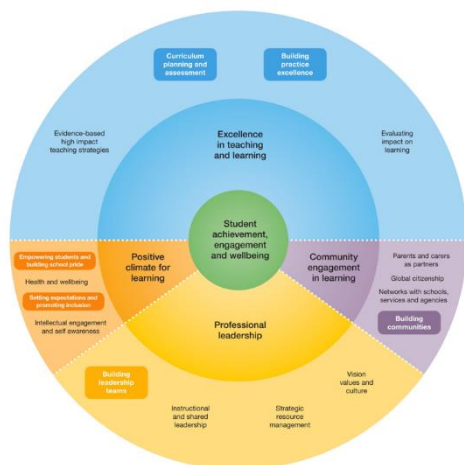 Curriculum
planning and
assessment
Building
practice
excellence
Evidence-based
high impact
teaching strategies
Excellence
in teaching
and learning
Evaluating
impact on
learning
Student
achievement,
engagement
and wellbeing
Empowering students and
building school pride
Health and wellbeing
Setting expectations and
promoting inclusion
Intellectual engagement
and self awareness
Positive
climate for
learning
Community
engagement
in learning
Parents and carers
as partners
Global citizenship
Networks with schools,
services and agencies
Building
communities
Professional
leadership
Building
leadership
teams
Instructional
and shared
leadership
Strategic
resource
management
Vision
values and
culture